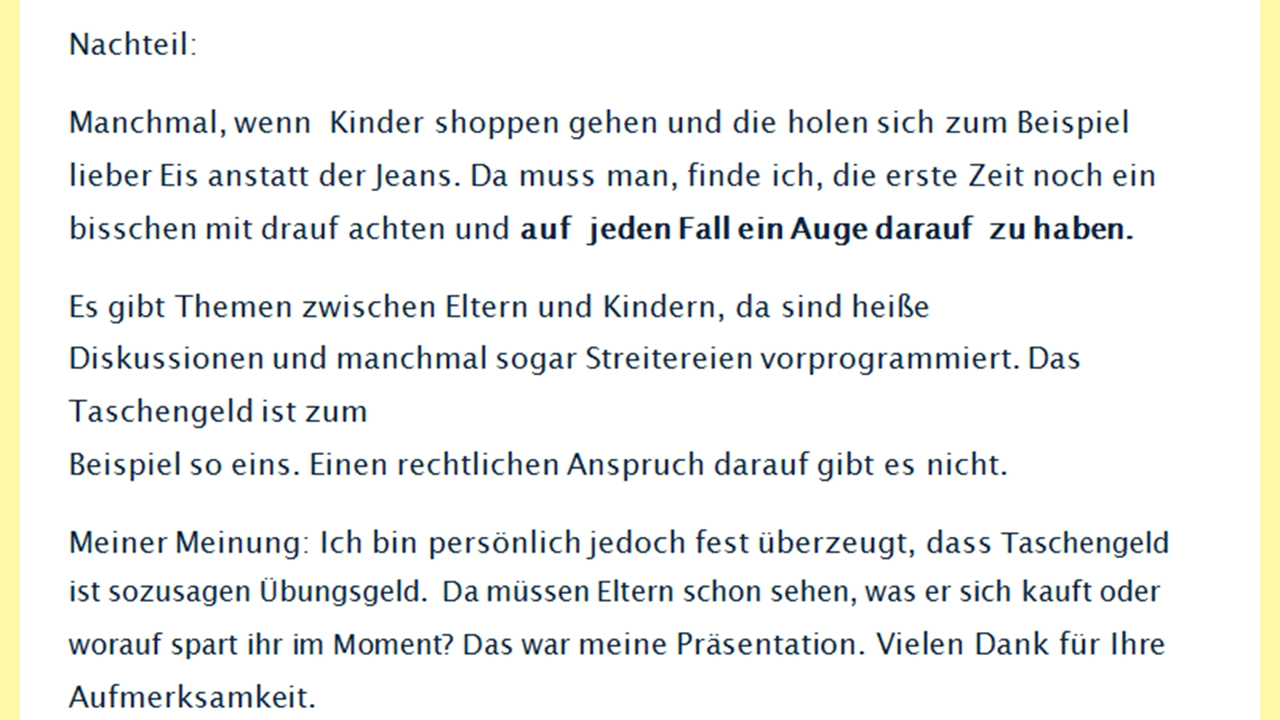 Nachteil:
Manchmal, wenn Kinder shoppen gehen und die holen sich zum Beispiel
lieber Eis anstatt der Jeans. Da muss man, finde ich, die erste Zeit noch ein
bisschen mit drauf achten und auf jeden Fall ein Auge darauf zu haben.
Es gibt Themen zwischen Eltern und Kindern, da sind heiße
Diskussionen und manchmal sogar Streitereien vorprogrammiert. Das
Taschengeld ist zum
Beispiel so eins. Einen rechtlichen Anspruch darauf gibt es nicht.
Meiner Meinung: Ich bin persönlich jedoch fest überzeugt, dass Taschengeld
ist sozusagen Übungsgeld. Da müssen Eltern schon sehen, was er sich kauft oder
worauf spart ihr im Moment? Das war meine Präsentation. Vielen Dank für Ihre
Aufmerksamkeit.